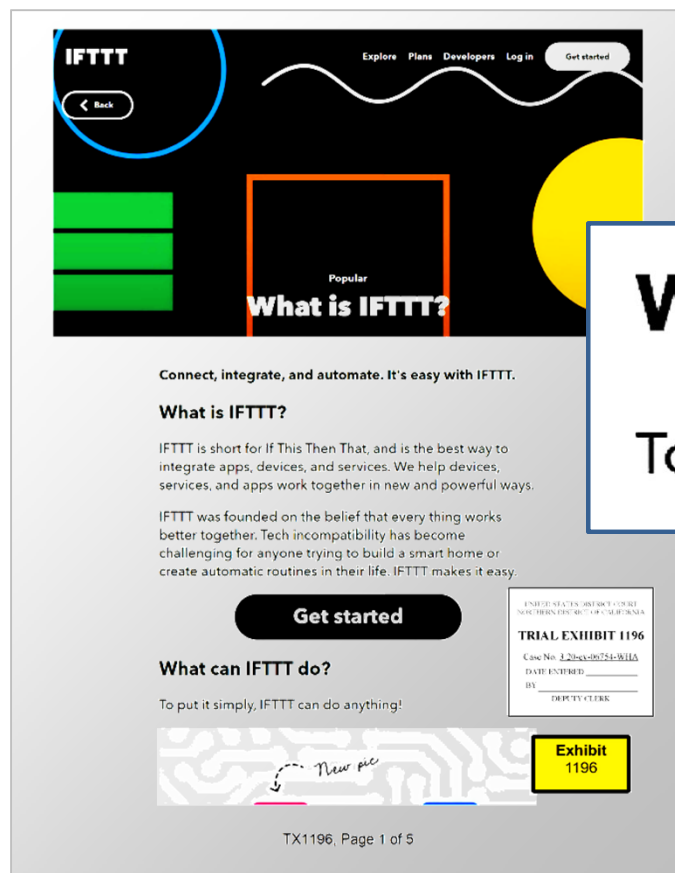 IFTTT
Explore Plans Developers Log in Get started
Back
Popular
What is IFTTT?
Connect, integrate, and automate. It's easy with IFTTT.
What is IFTTT?
IFTTT is short for If This Then That, and is the best way to
integrate apps, devices, and services. We help devices,
services, and apps work together in new and powerful ways.
IFTTT was founded on the belief that every thing works
better together. Tech incompatibility has become
challenging for anyone trying to build a smart home or
create automatic routines in their life. IFTTT makes it easy.
Get started
What can IFTTT do?
To put it simply, IFTTT can do anything!
New pic
W
To
UNITED STATES DISTRICT COURT
NORTHERN DISTRICT OF CALIFORNIA
TRIAL EXHIBIT 1196
Case No. 3:20-cv-06754-WHA
DATE ENTERED
BY
DEPUTY CLERK
Exhibit
1196
TX1196, Page 1 of 5